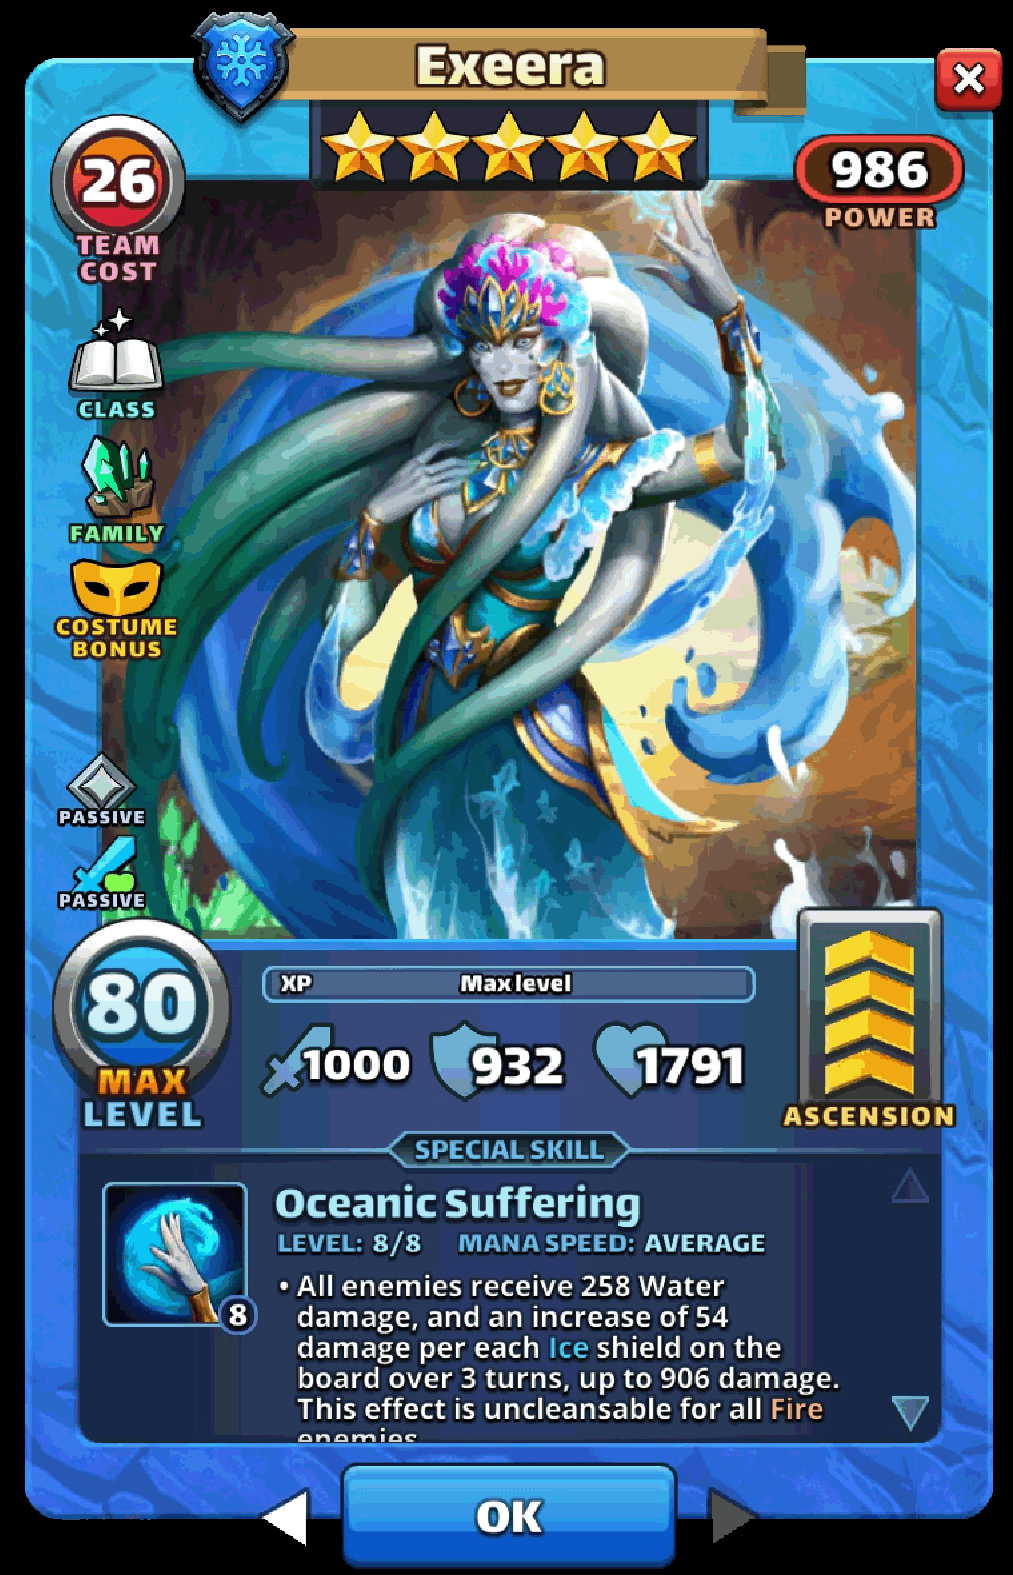 Exeera
26
TEAM
COST
986
POWER
CLASS
FAMILY
COSTUME
BONUS
PASSIVE
PASSIVE
80
MAX
LEVEL
XP Max level
1000 932 1791
ASCENSION
SPECIAL SKILL
Oceanic Suffering
LEVEL: 8/8 MANA SPEED: AVERAGE
8
• All enemies receive 258 Water
damage, and an increase of 54
damage per each Ice shield on the
board over 3 turns, up to 906 damage.
This effect is uncleansable for all Fire
enemies
OK